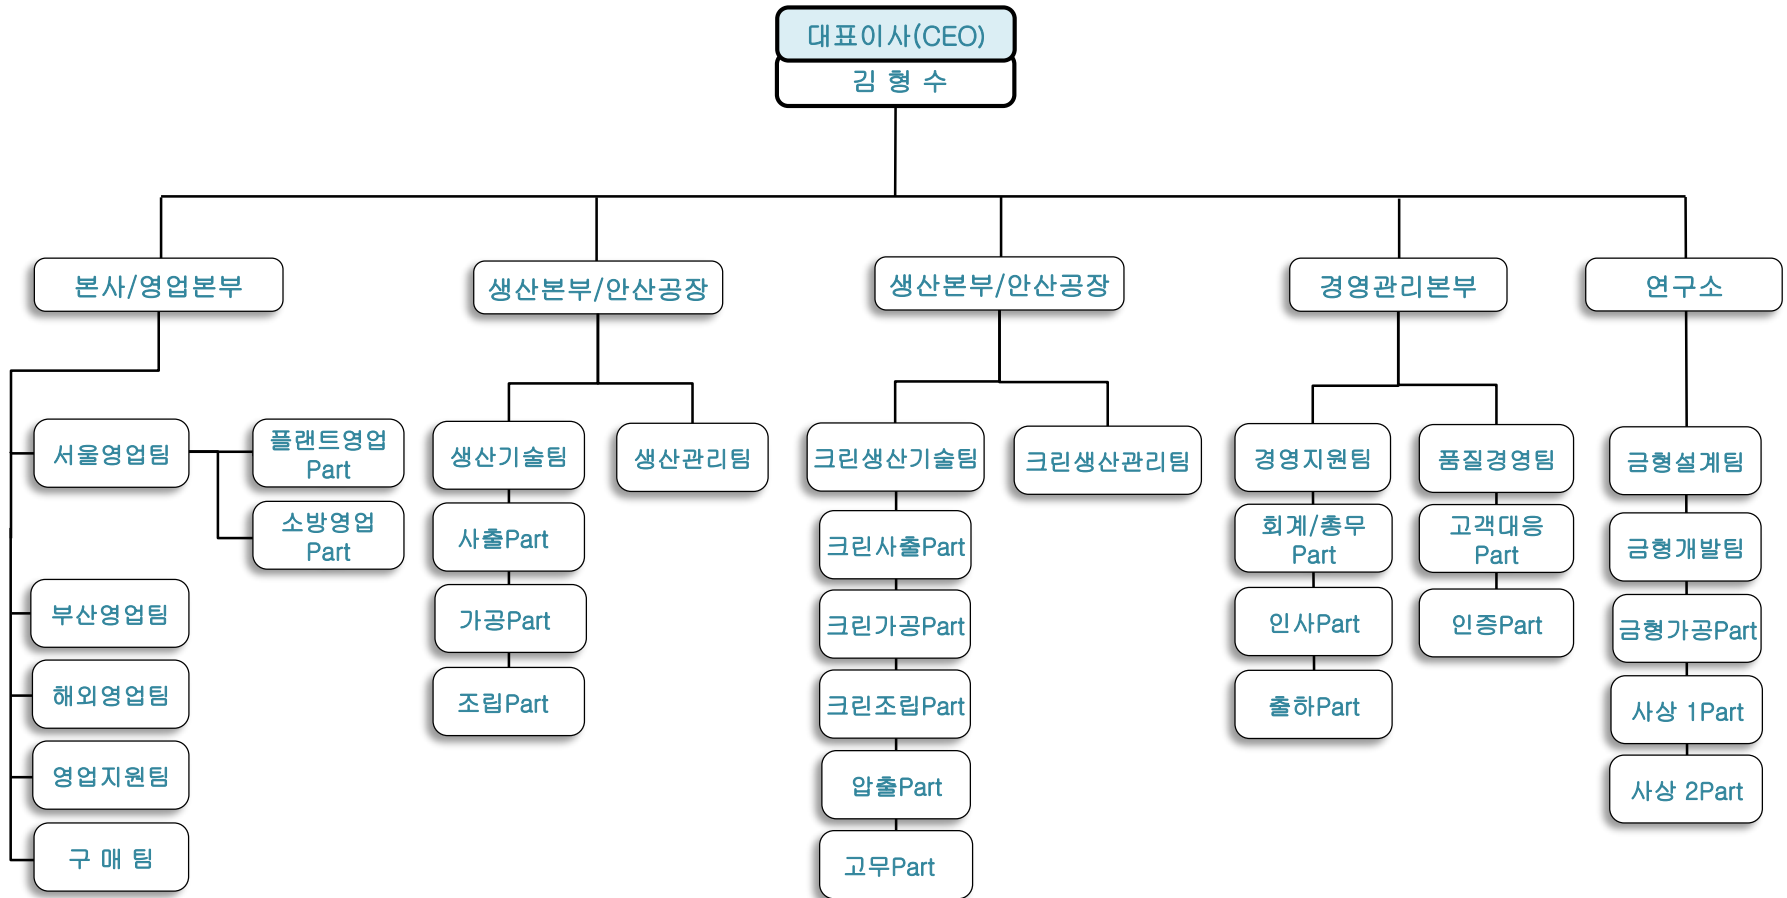 대표이사(CEO)
김 형 수
본사/영업본부
생산본부/안산공장
생산본부/안산공장
경영관리본부
연구소
서울영업팀
플랜트영업
Part
소방영업
Part
부산영업팀
해외영업팀
영업지원팀
구 매 팀
생산기술팀
생산관리팀
사출Part
가공Part
조립Part
크린생산기술팀
크린생산관리팀
크린사출Part
크린가공Part
크린조립Part
압출Part
고무Part
경영지원팀
품질경영팀
회계/총무
Part
고객대응
Part
인사Part
인증Part
출하Part
금형설계팀
금형개발팀
금형가공Part
사상 1Part
사상 2Part